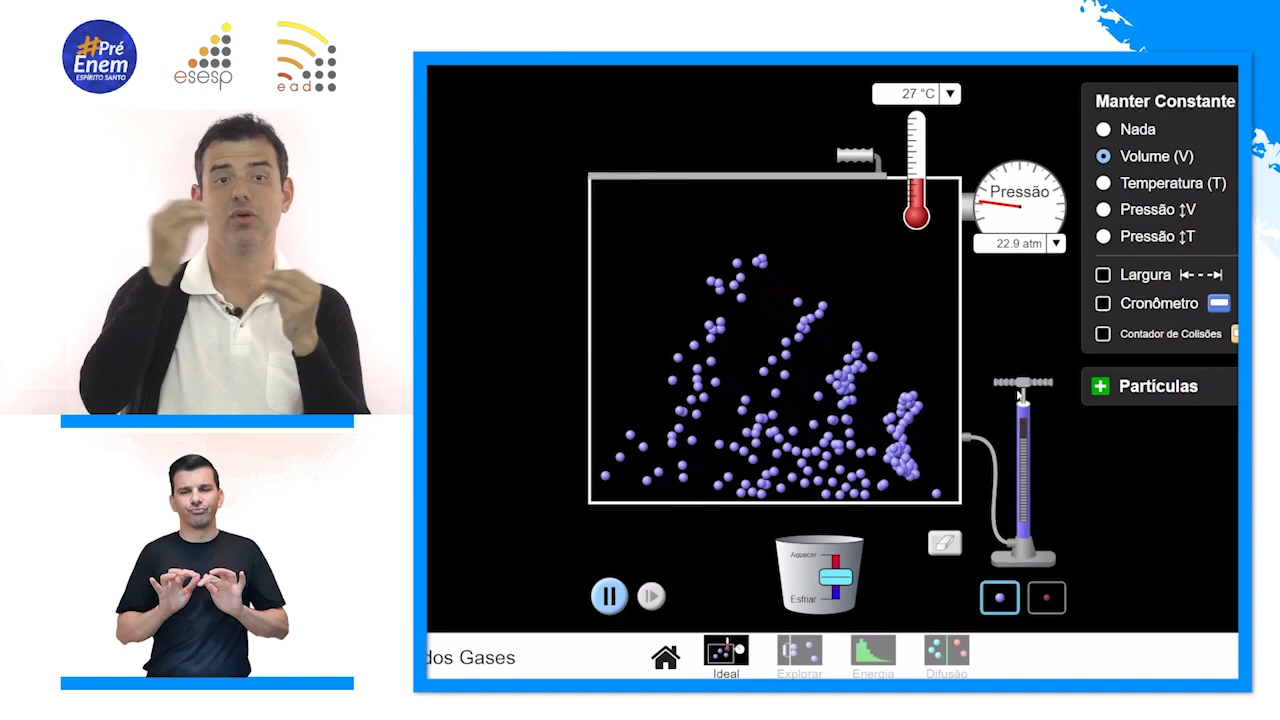 #Pré
Enem
ESPÍRITO SANTO
esesp
ead
27 °C
Pressão
22.9 atm
Manter Constante
Nada
Volume (V)
Temperatura (T)
Pressão ↕V
Pressão ↕T
Largura
Cronômetro
Contador de Colisões
Partículas
Aquecer
Esfriar
dos Gases
Ideal
Explorar
Energia
Difusão